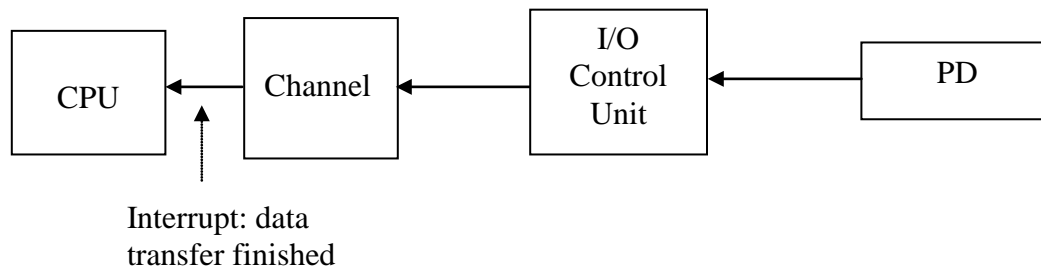 CPU
Channel
I/O
Control
Unit
PD
Interrupt: data
transfer finished